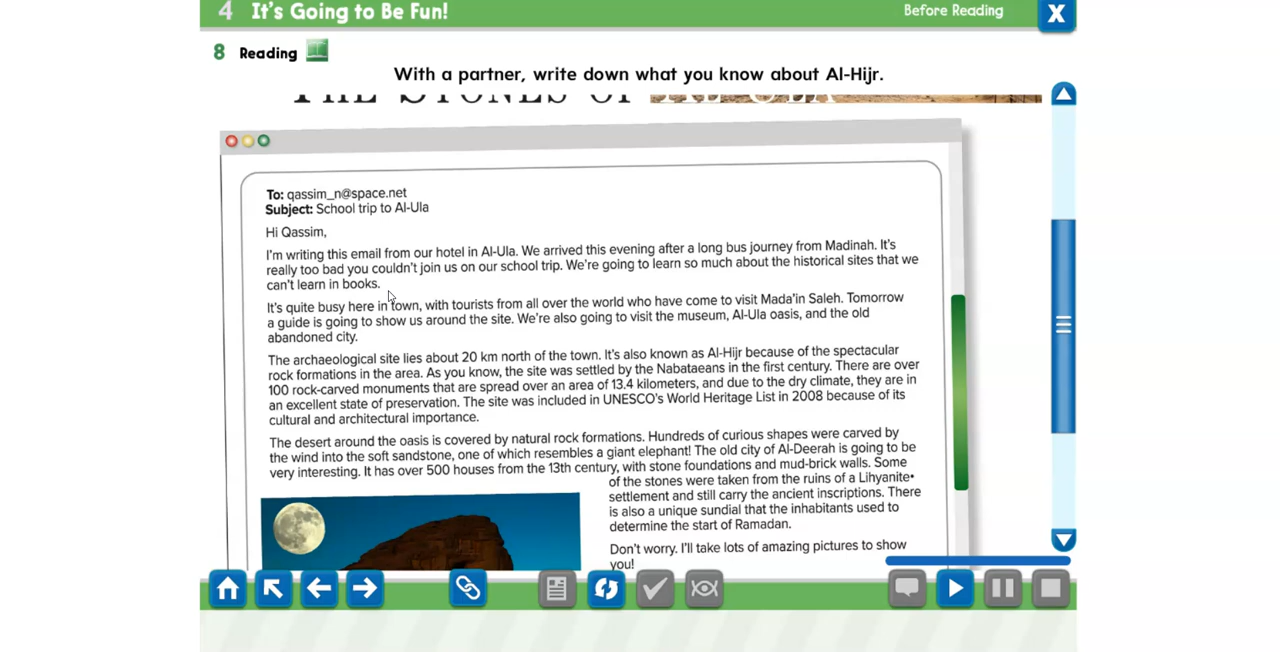 4 It's Going to Be Fun!
Before Reading
X
8 Reading
With a partner, write down what you know about Al-Hijr.
THE STONES OF AL-ULA
To: qassim_n@space.net
Subject: School trip to Al-Ula
Hi Qassim,
I'm writing this email from our hotel in Al-Ula. We arrived this evening after a long bus journey from Madinah. It's
really too bad you couldn't join us on our school trip. We're going to learn so much about the historical sites that we
can't learn in books.
It's quite busy here in town, with tourists from all over the world who have come to visit Mada'in Saleh. Tomorrow
a guide is going to show us around the site. We're also going to visit the museum, Al-Ula oasis, and the old
abandoned city.
The archaeological site lies about 20 km north of the town. It's also known as Al-Hijr because of the spectacular
rock formations in the area. As you know, the site was settled by the Nabataeans in the first century. There are over
100 rock-carved monuments that are spread over an area of 13.4 kilometers, and due to the dry climate, they are in
an excellent state of preservation. The site was included in UNESCO's World Heritage List in 2008 because of its
cultural and architectural importance.
The desert around the oasis is covered by natural rock formations. Hundreds of curious shapes were carved by
the wind into the soft sandstone, one of which resembles a giant elephant! The old city of Al-Deerah is going to be
very interesting. It has over 500 houses from the 13th century, with stone foundations and mud-brick walls. Some
of the stones were taken from the ruins of a Lihyanite•
settlement and still carry the ancient inscriptions. There
is also a unique sundial that the inhabitants used to
determine the start of Ramadan.
Don't worry. I'll take lots of amazing pictures to show
you!